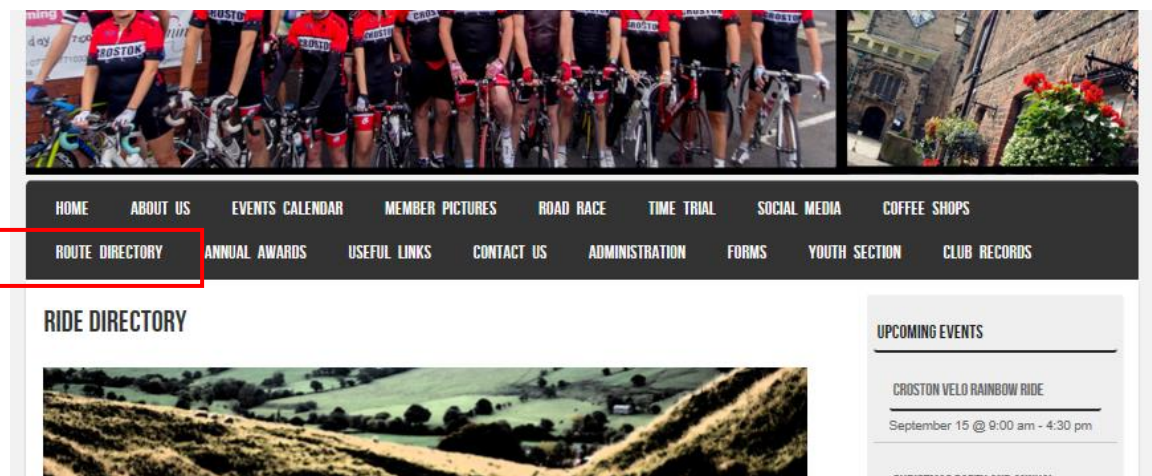 CROSTON
HOME ABOUT US EVENTS CALENDAR MEMBER PICTURES ROAD RACE TIME TRIAL SOCIAL MEDIA COFFEE SHOPS
ROUTE DIRECTORY ANNUAL AWARDS USEFUL LINKS CONTACT US ADMINISTRATION FORMS YOUTH SECTION CLUB RECORDS
RIDE DIRECTORY
UPCOMING EVENTS
CROSTON VELO RAINBOW RIDE
September 15 @ 9:00 am - 4:30 pm